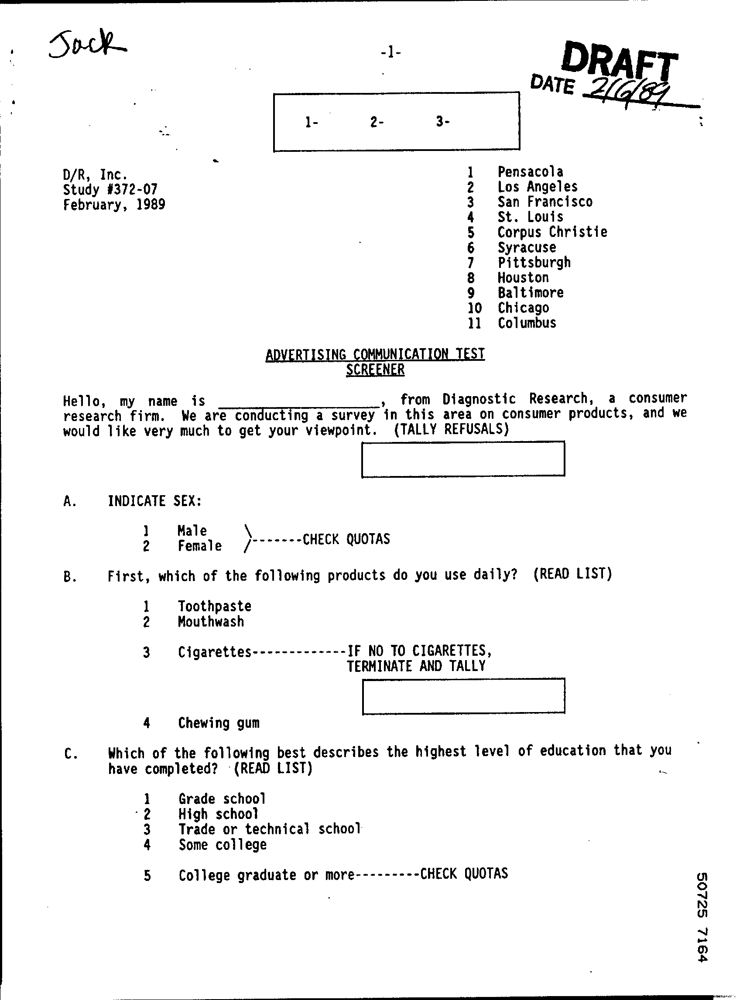 Jack
-1-
DRAFT
DATE 2/6/89
1- 2- 3-
D/R, Inc.
Study #372-07
February, 1989
1 Pensacola
2 Los Angeles
3 San Francisco
4 St. Louis
5 Corpus Christie
6 Syracuse
7 Pittsburgh
8 Houston
9 Baltimore
10 Chicago
11 Columbus
ADVERTISING COMMUNICATION TEST
SCREENER
Hello, my name is ____________________, from Diagnostic Research, a consumer
research firm. We are conducting a survey in this area on consumer products, and we
would like very much to get your viewpoint. (TALLY REFUSALS)
A. INDICATE SEX:
1 Male \
2 Female /-------CHECK QUOTAS
B. First, which of the following products do you use daily? (READ LIST)
1 Toothpaste
2 Mouthwash
3 Cigarettes-------------IF NO TO CIGARETTES,
TERMINATE AND TALLY
4 Chewing gum
C. Which of the following best describes the highest level of education that you
have completed? (READ LIST)
1 Grade school
2 High school
3 Trade or technical school
4 Some college
5 College graduate or more---------CHECK QUOTAS
50725 7164